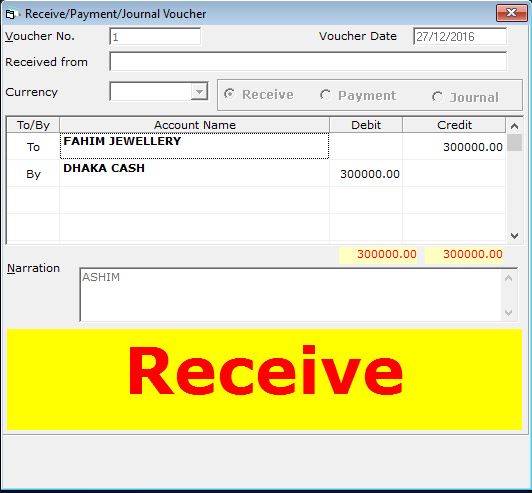 Receive/Payment/Journal Voucher
Voucher No. 1 Voucher Date 27/12/2016
Received from
Currency Receive Payment Journal
To/By Account Name Debit Credit
To FAHIM JEWELLERY 300000.00
By DHAKA CASH 300000.00
300000.00 300000.00
Narration ASHIM
Receive